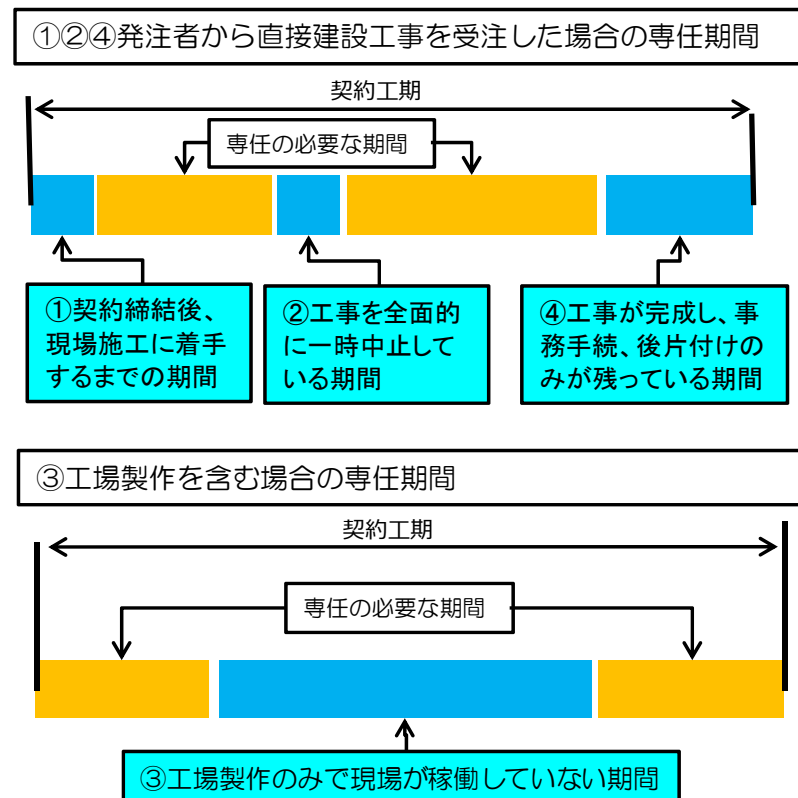 ①②④発注者から直接建設工事を受注した場合の専任期間
契約工期
専任の必要な期間
①契約締結後、
現場施工に着手
するまでの期間
②工事を全面的
に一時中止して
いる期間
④工事が完成し、事
務手続、後片付けの
みが残っている期間
③工場製作を含む場合の専任期間
契約工期
専任の必要な期間
③工場製作のみで現場が稼働していない期間